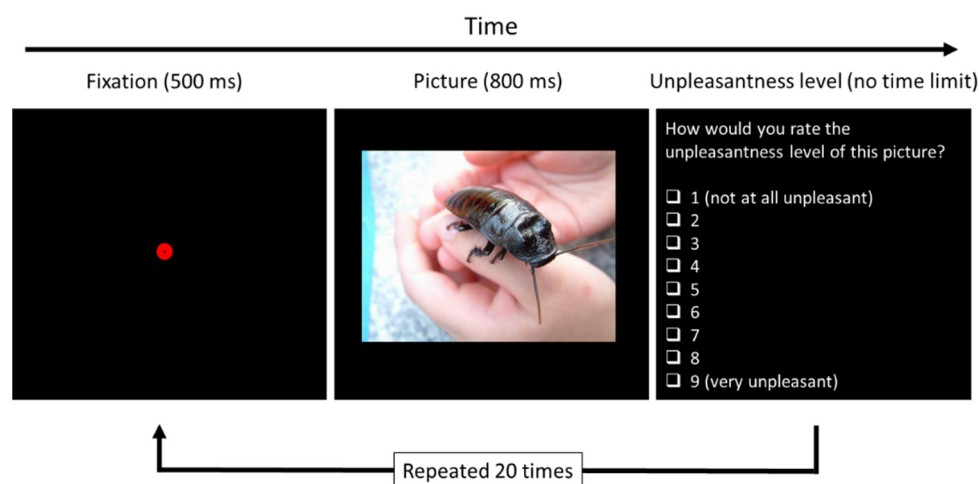 Time
Fixation (500 ms)
Picture (800 ms)
Unpleasantness level (no time limit)
How would you rate the
unpleasantness level of this picture?
1 (not at all unpleasant)
2
3
4
5
6
7
8
9 (very unpleasant)
Repeated 20 times